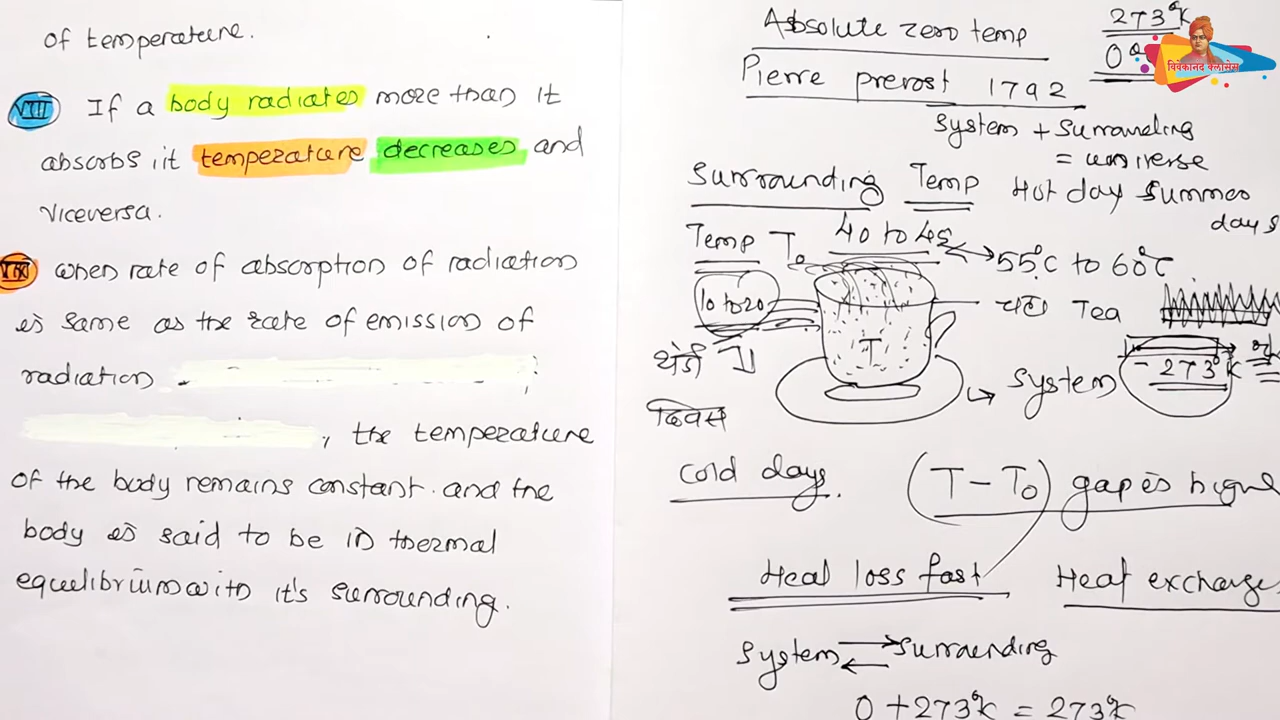 of temperature.
VIII If a body radiates more than it
absorbs, it temperature decreases and
viceversa.
when rate of absorption of radiation
is same as the rate of emission of
radiation
, the temperature
of the body remains constant. and the
body is said to be in thermal
equilibrium with it's surrounding.
Absolute zero temp
273°K
0°
विवेकानंद क्लासेस
Pierre prevost 1792
System + Surrounding
= universe
Surrounding Temp Hot day Summer
days
Temp T₀ 40 to 45
55°C to 60°C
10 to 20
चहा Tea
T
थंडी
System
-273°K
दिवस
Cold days.
(T - T₀) gap is
Heat loss fast Heat exchange
System Surrounding
0 + 273°K = 273°K